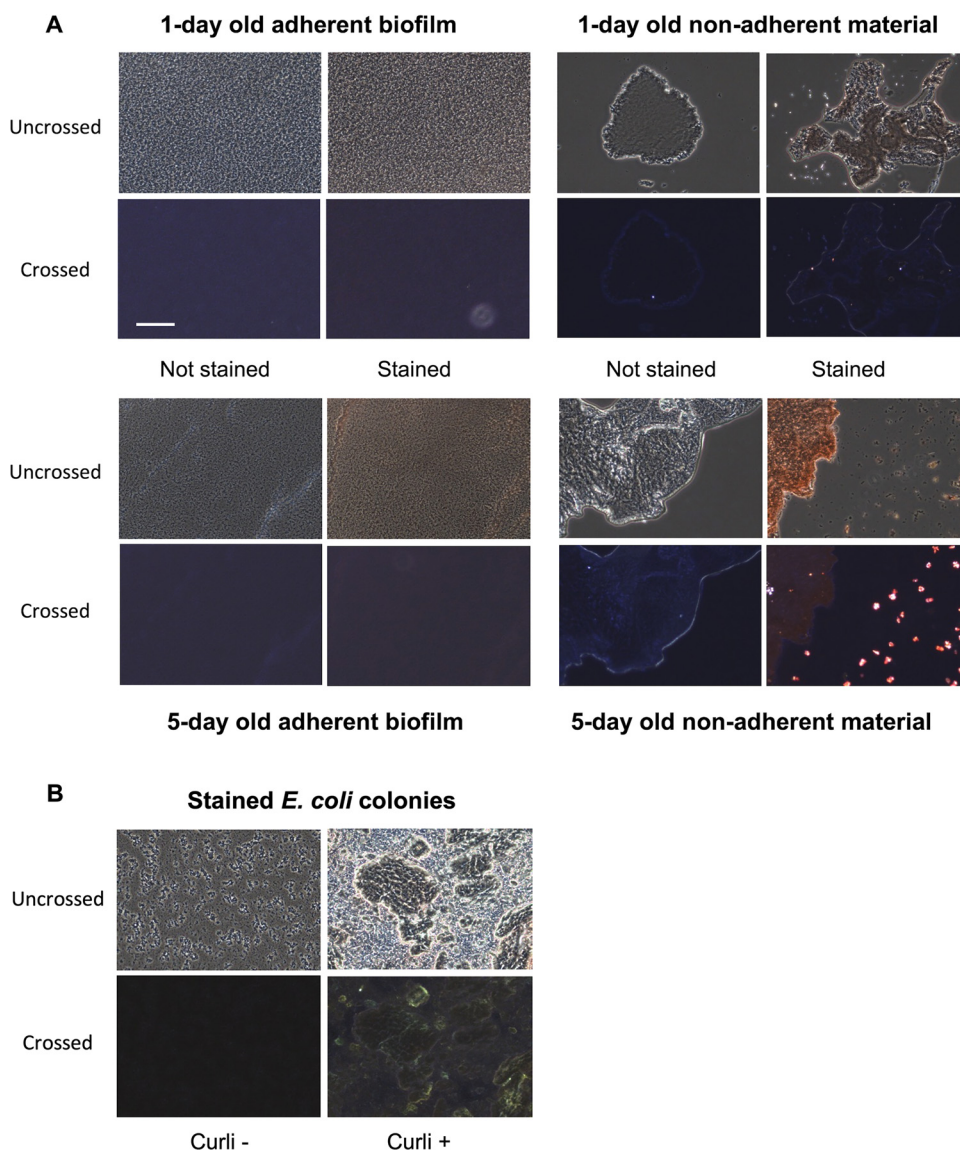 A
1-day old adherent biofilm
1-day old non-adherent material
Uncrossed
Crossed
Not stained
Stained
Not stained
Stained
Uncrossed
Crossed
5-day old adherent biofilm
5-day old non-adherent material
B
Stained E. coli colonies
Uncrossed
Crossed
Curli -
Curli +